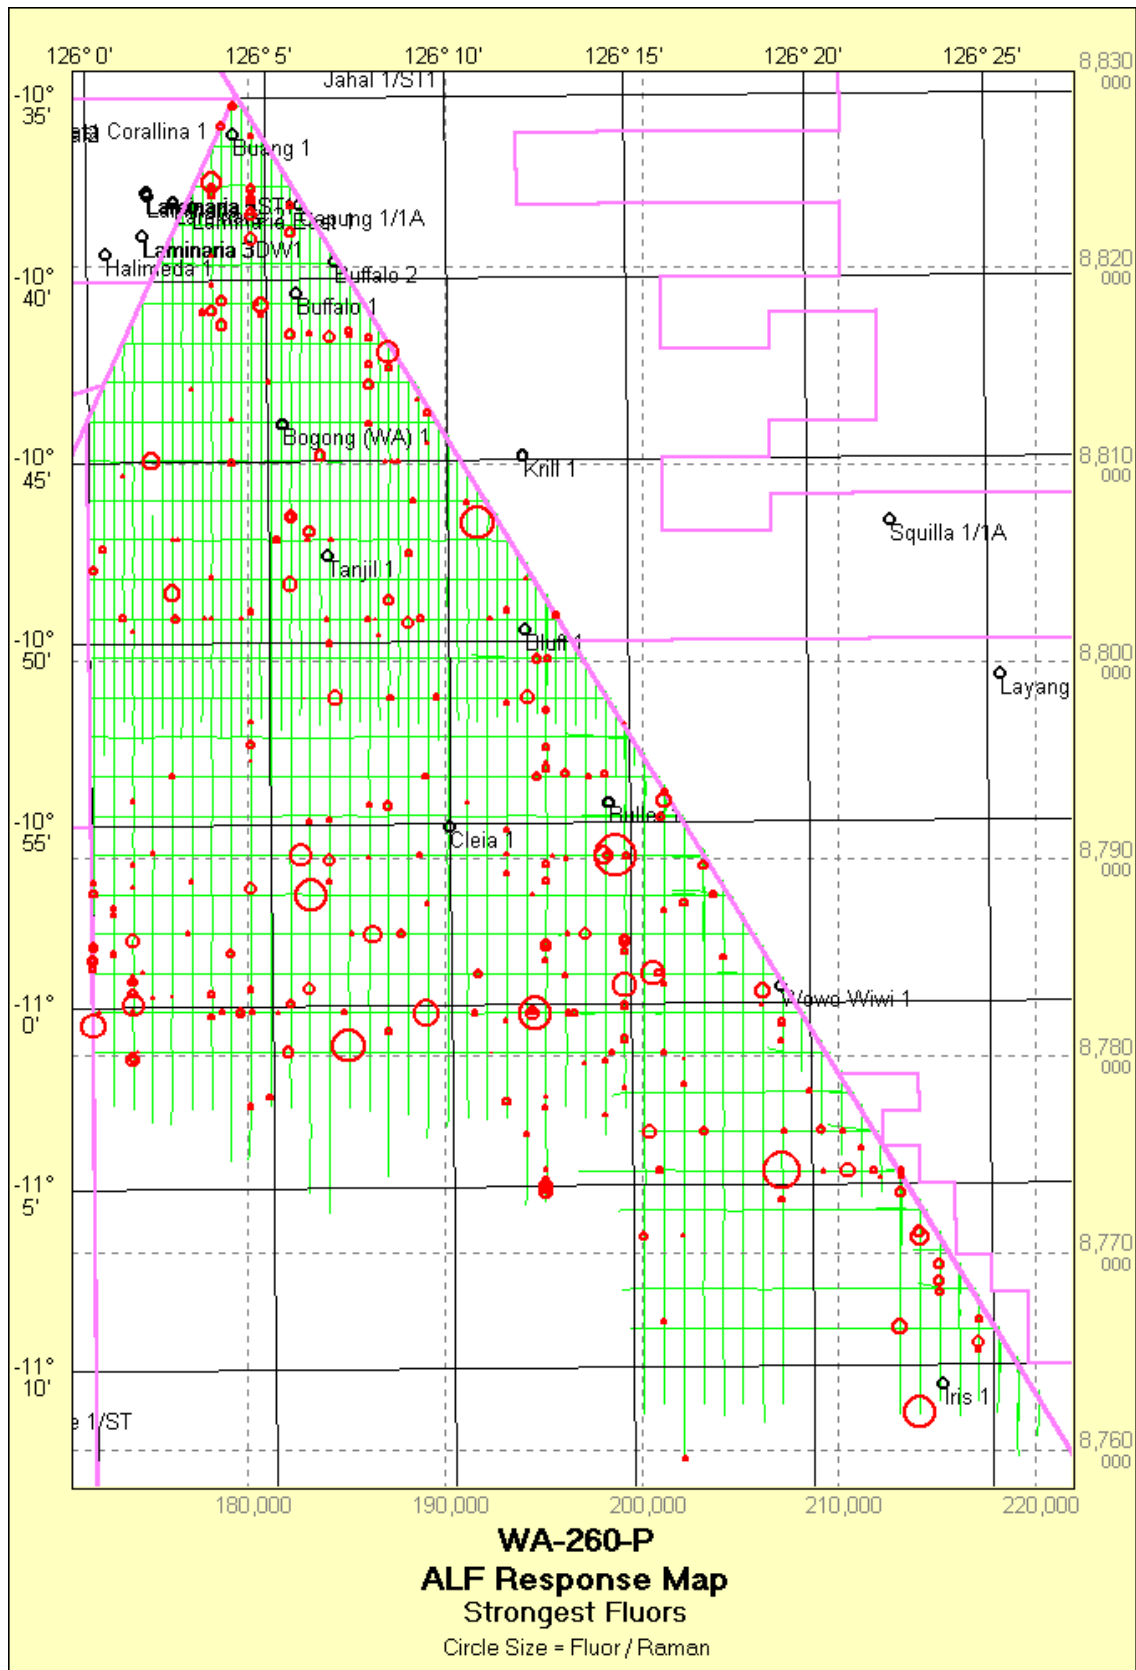 126° 0' 126° 5' 126° 10' 126° 15' 126° 20' 126° 25'
8,830
000
-10°
35'
Jahal 1/ST1
Corallina 1
Buang 1
1/1A
Laminaria 3DW1
Halimeda 1
Buffalo 2
8,820
000
-10°
40'
Buffalo 1
Bogong (WA) 1
Krill 1
8,810
000
-10°
45'
Squilla 1/1A
Tanjil 1
Bluff 1
-10°
50'
8,800
000
Layang
-10°
55'
Cleia 1
8,790
000
Wowo Wiwi 1
-11°
0'
8,780
000
-11°
5'
8,770
000
-11°
10'
Iris 1
e 1/ST
8,760
000
180,000 190,000 200,000 210,000 220,000
WA-260-P
ALF Response Map
Strongest Fluors
Circle Size = Fluor / Raman